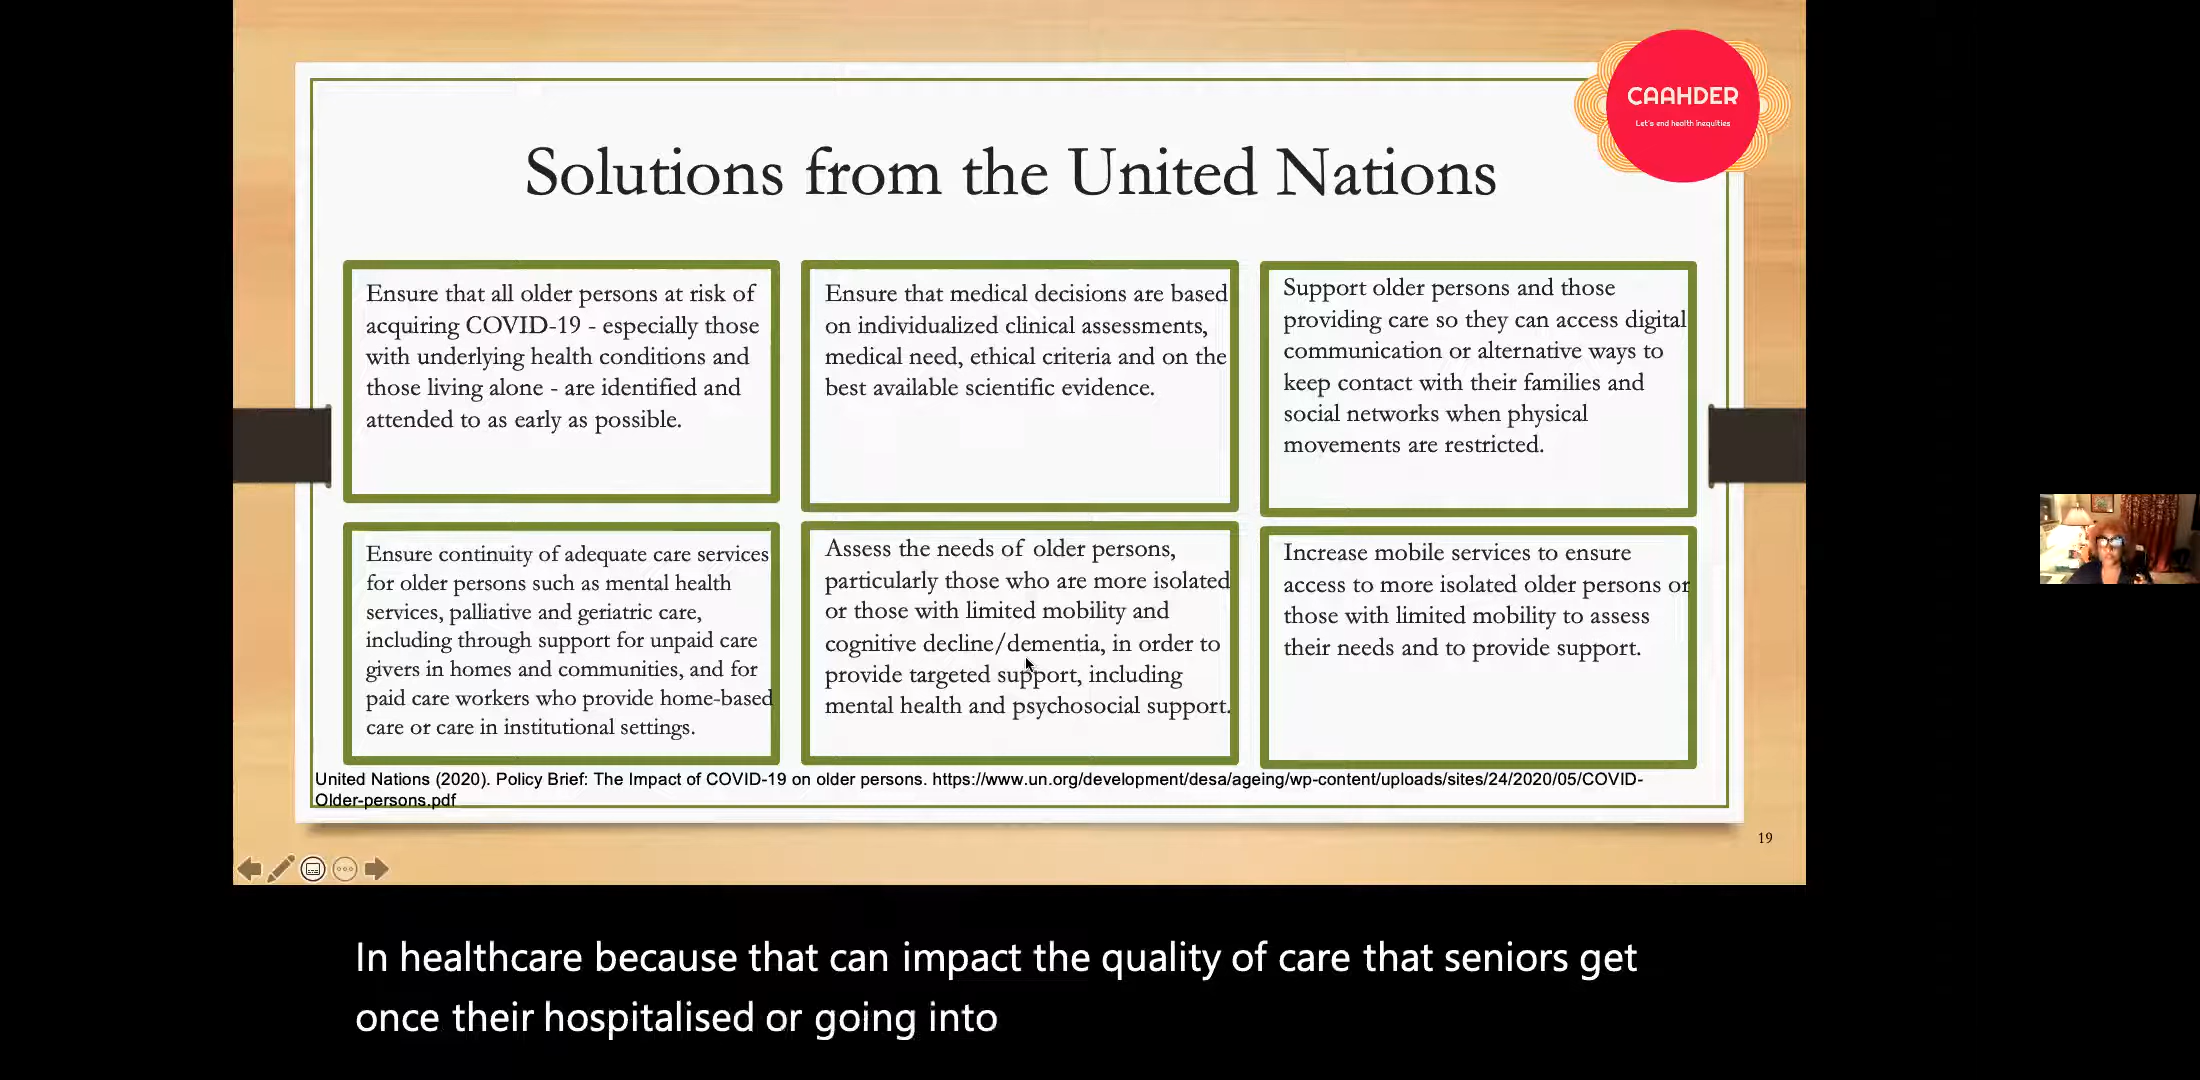 CAAHDER
Let's end health inequities
Solutions from the United Nations
Ensure that all older persons at risk of
acquiring COVID-19 - especially those
with underlying health conditions and
those living alone - are identified and
attended to as early as possible.
Ensure that medical decisions are based
on individualized clinical assessments,
medical need, ethical criteria and on the
best available scientific evidence.
Support older persons and those
providing care so they can access digital
communication or alternative ways to
keep contact with their families and
social networks when physical
movements are restricted.
Ensure continuity of adequate care services
for older persons such as mental health
services, palliative and geriatric care,
including through support for unpaid care
givers in homes and communities, and for
paid care workers who provide home-based
care or care in institutional settings.
Assess the needs of older persons,
particularly those who are more isolated
or those with limited mobility and
cognitive decline/dementia, in order to
provide targeted support, including
mental health and psychosocial support.
Increase mobile services to ensure
access to more isolated older persons or
those with limited mobility to assess
their needs and to provide support.
United Nations (2020). Policy Brief: The Impact of COVID-19 on older persons. https://www.un.org/development/desa/ageing/wp-content/uploads/sites/24/2020/05/COVID-
Older-persons.pdf
19
In healthcare because that can impact the quality of care that seniors get
once their hospitalised or going into